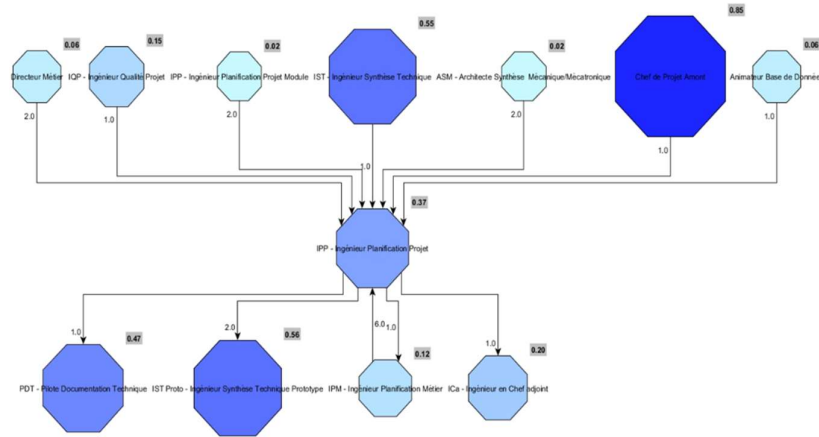 0.06
0.15
0.02
0.55
0.02
0.85
0.06
Directeur Métier
IQP - Ingénieur Qualité Projet
IPP - Ingénieur Planification Projet Module
IST - Ingénieur Synthèse Technique
ASM - Architecte Synthèse Mécanique/Mécatronique
Chef de Projet Amont
Animateur Base de Donnée
2.0
1.0
2.0
1.0
2.0
1.0
1.0
0.37
IPP - Ingénieur Planification Projet
1.0
2.0
6.0
1.0
1.0
0.47
0.56
0.12
0.20
PDT - Pilote Documentation Technique
IST Proto - Ingénieur Synthèse Technique Prototype
IPM - Ingénieur Planification Métier
ICa - Ingénieur en Chef adjoint